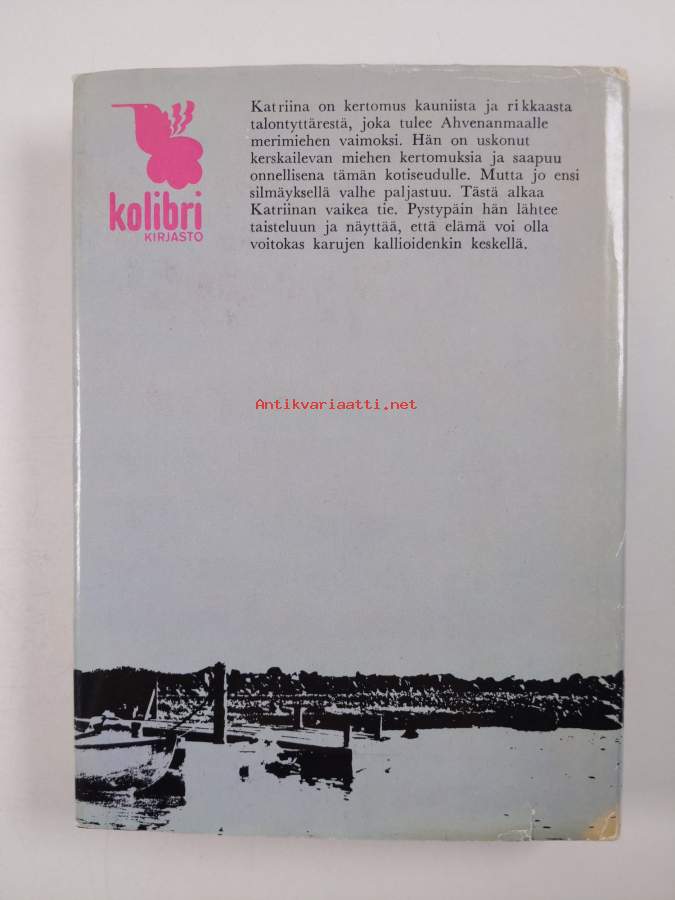 Katriina on kertomus kauniista ja rikkaasta
talontyttärestä, joka tulee Ahvenanmaalle
merimiehen vaimoksi. Hän on uskonut
kerskailevan miehen kertomuksia ja saapuu
onnellisena tämän kotiseudulle. Mutta jo ensi
silmäyksellä valhe paljastuu. Tästä alkaa
Katriinan vaikea tie. Pystypäin hän lähtee
taisteluun ja näyttää, että elämä voi olla
voitokas karujen kallioidenkin keskellä.
kolibri
KIRJASTO
Antikvariaatti.net